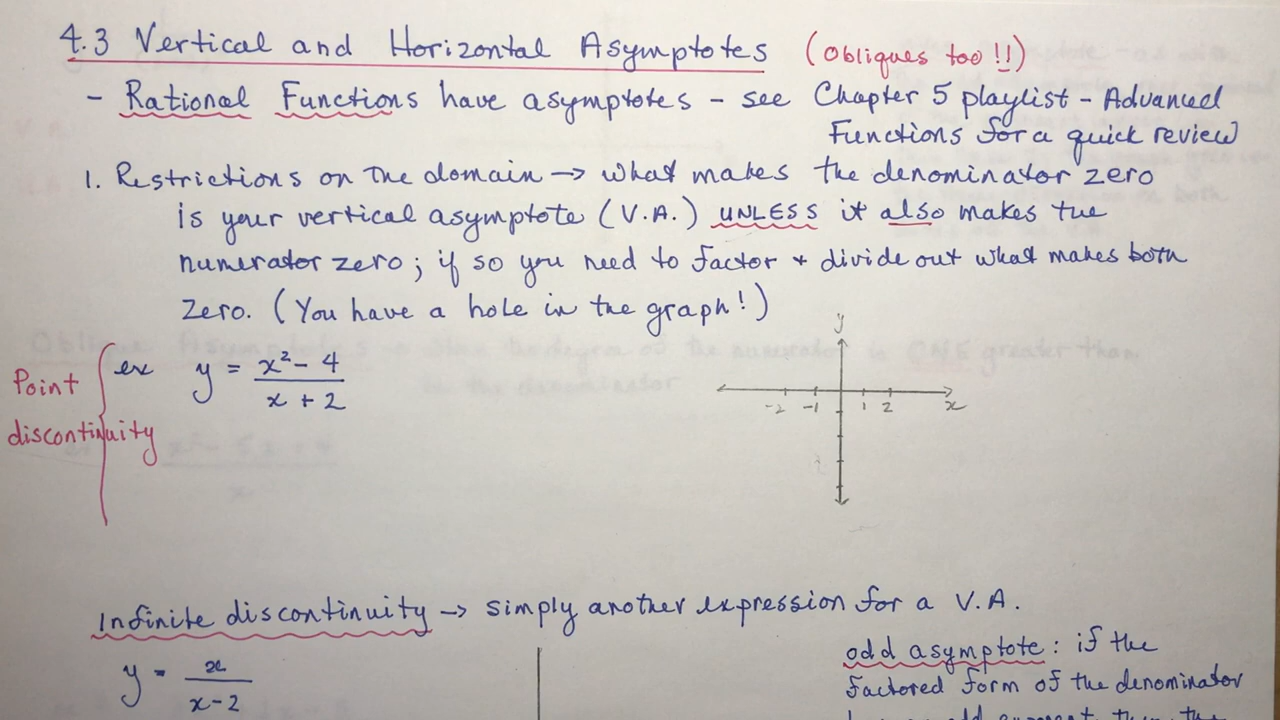 4.3 Vertical and Horizontal Asymptotes (Obliques too!!)
- Rational Functions have asymptotes - see Chapter 5 playlist - Advanced
Functions for a quick review
1. Restrictions on the domain → what makes the denominator zero
is your vertical asymptote (V.A.) UNLESS it also makes the
numerator zero; if so you need to factor + divide out what makes both
zero. (You have a hole in the graph!)
Point
discontinuity
ex y = x² - 4
x + 2
y
-2 -1 1 2 x
Infinite discontinuity → simply another expression for a V.A.
y = x
x - 2
odd asymptote: if the
factored form of the denominator